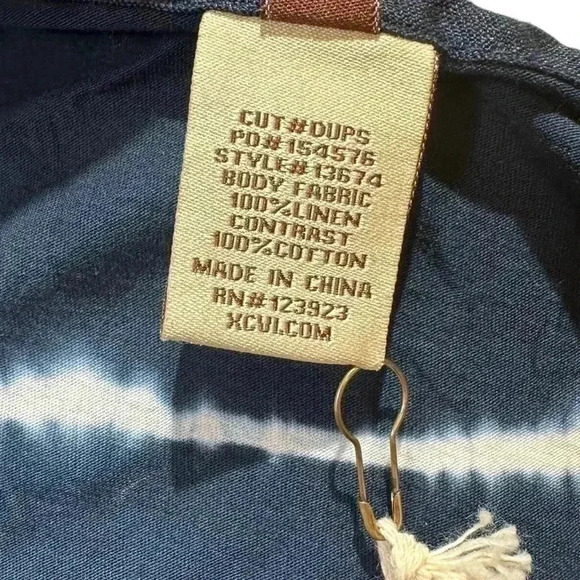 CUT#DUPS
PO#154576
STYLE#13674
BODY FABRIC
100%LINEN
CONTRAST
100%COTTON
MADE IN CHINA
RN#123923
XCVI.COM